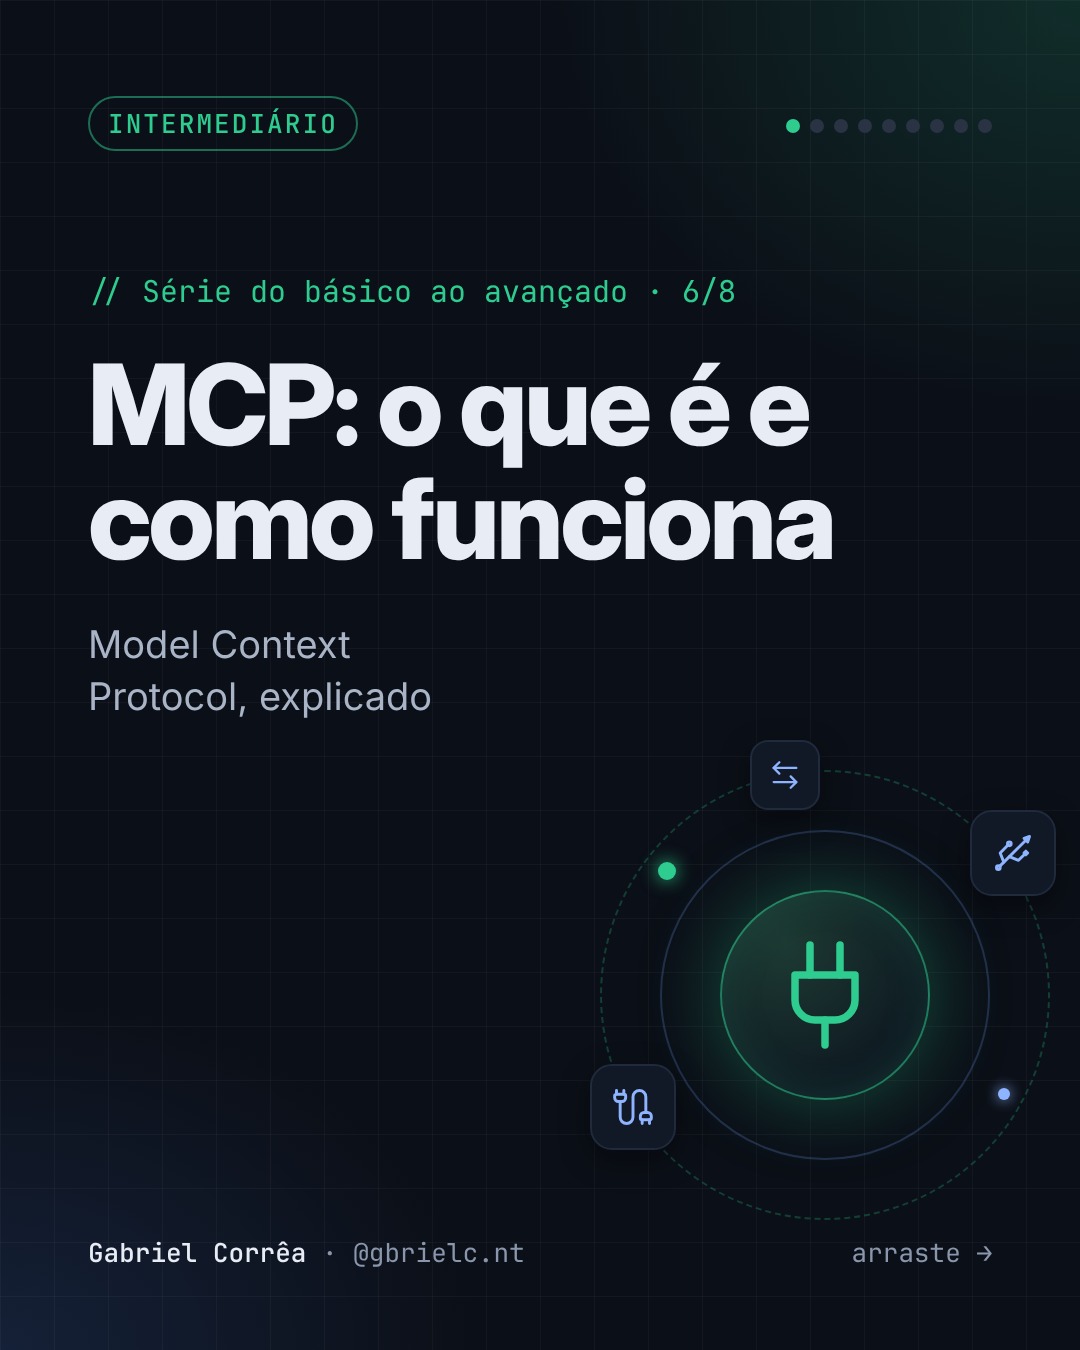 INTERMEDIÁRIO
// Série do básico ao avançado · 6/8
MCP: o que é e
como funciona
Model Context
Protocol, explicado
Gabriel Corrêa · @gbrielc.nt
arraste →